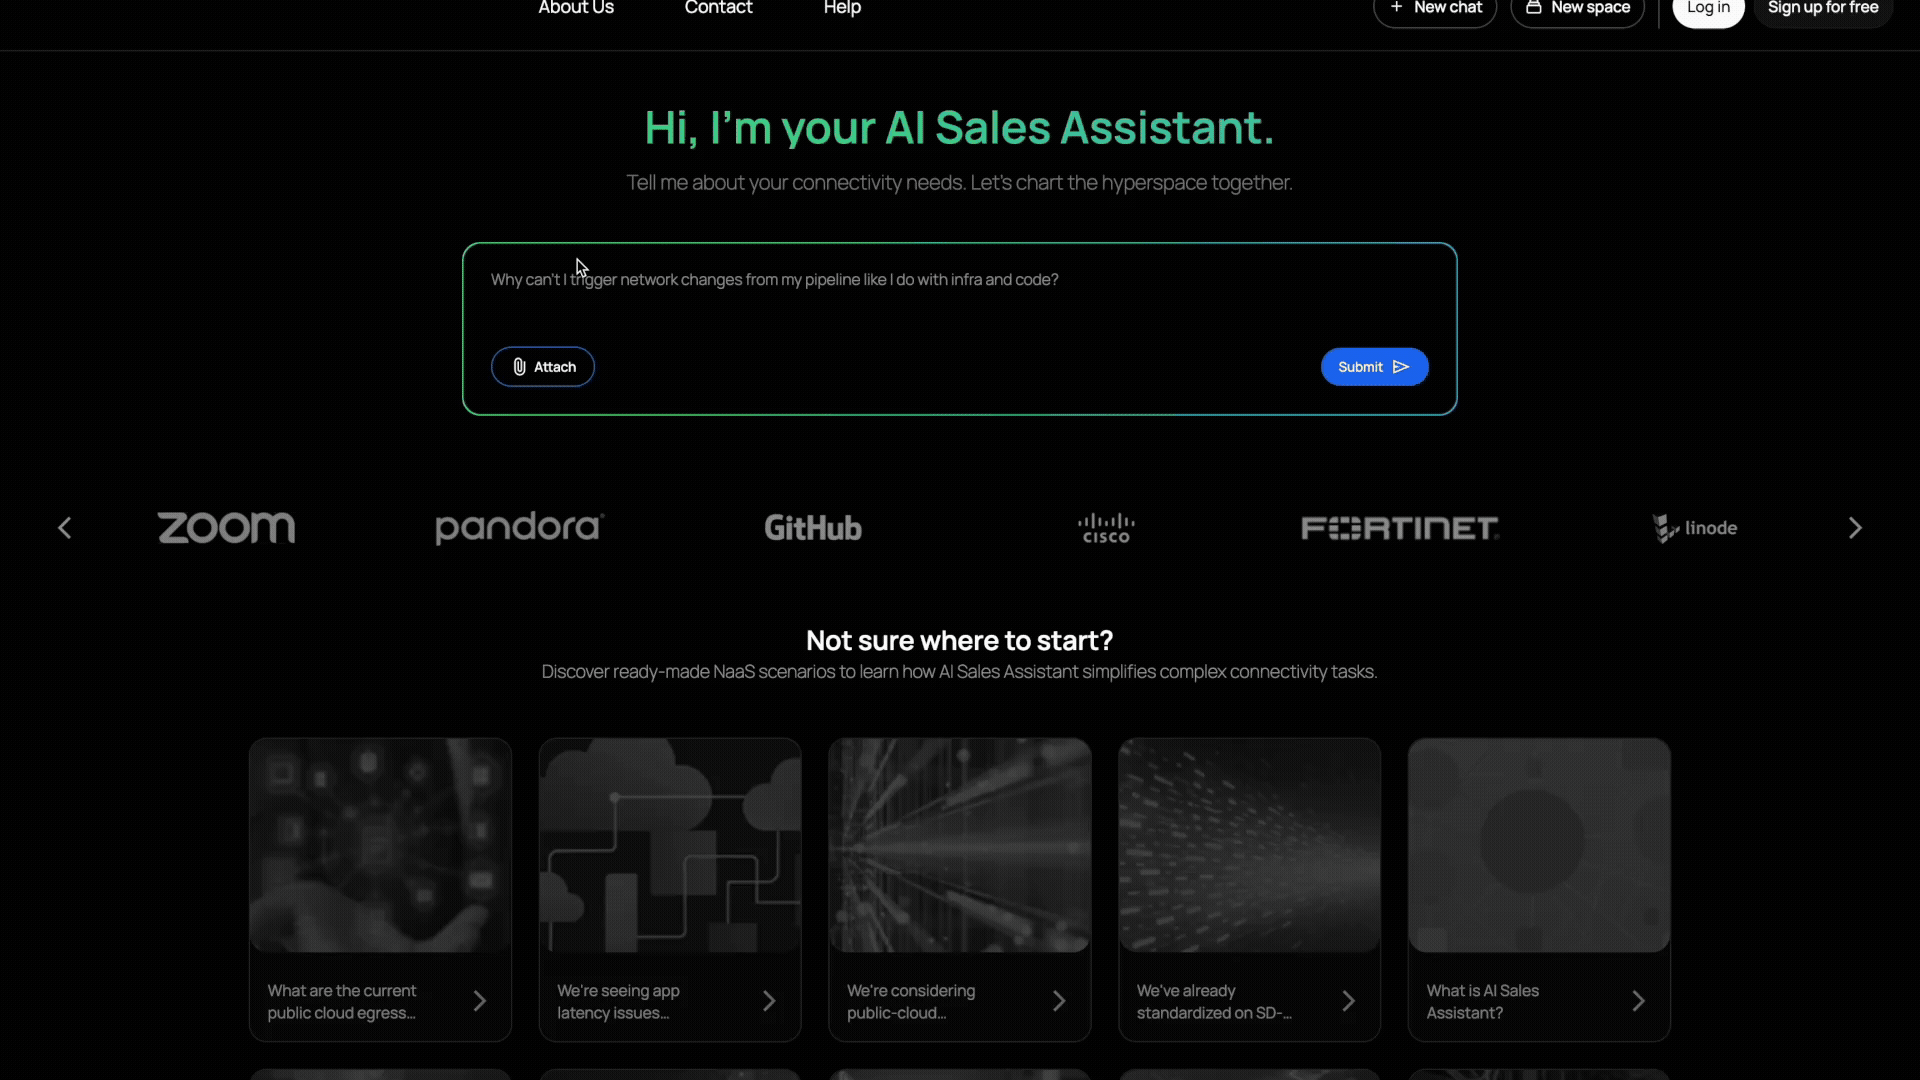 About Us
Contact
Help
+ New chat
New space
Log in
Sign up for free
Hi, I'm your AI Sales Assistant.
Tell me about your connectivity needs. Let's chart the hyperspace together.
Why can't I trigger network changes from my pipeline like I do with infra and code?
Attach
Submit
zoom
pandora
GitHub
CISCO
FORTINET
linode
Not sure where to start?
Discover ready-made NaaS scenarios to learn how AI Sales Assistant simplifies complex connectivity tasks.
What are the current
public cloud egress...
We're seeing app
latency issues...
We're considering
public-cloud...
We've already
standardized on SD-...
What is AI Sales
Assistant?